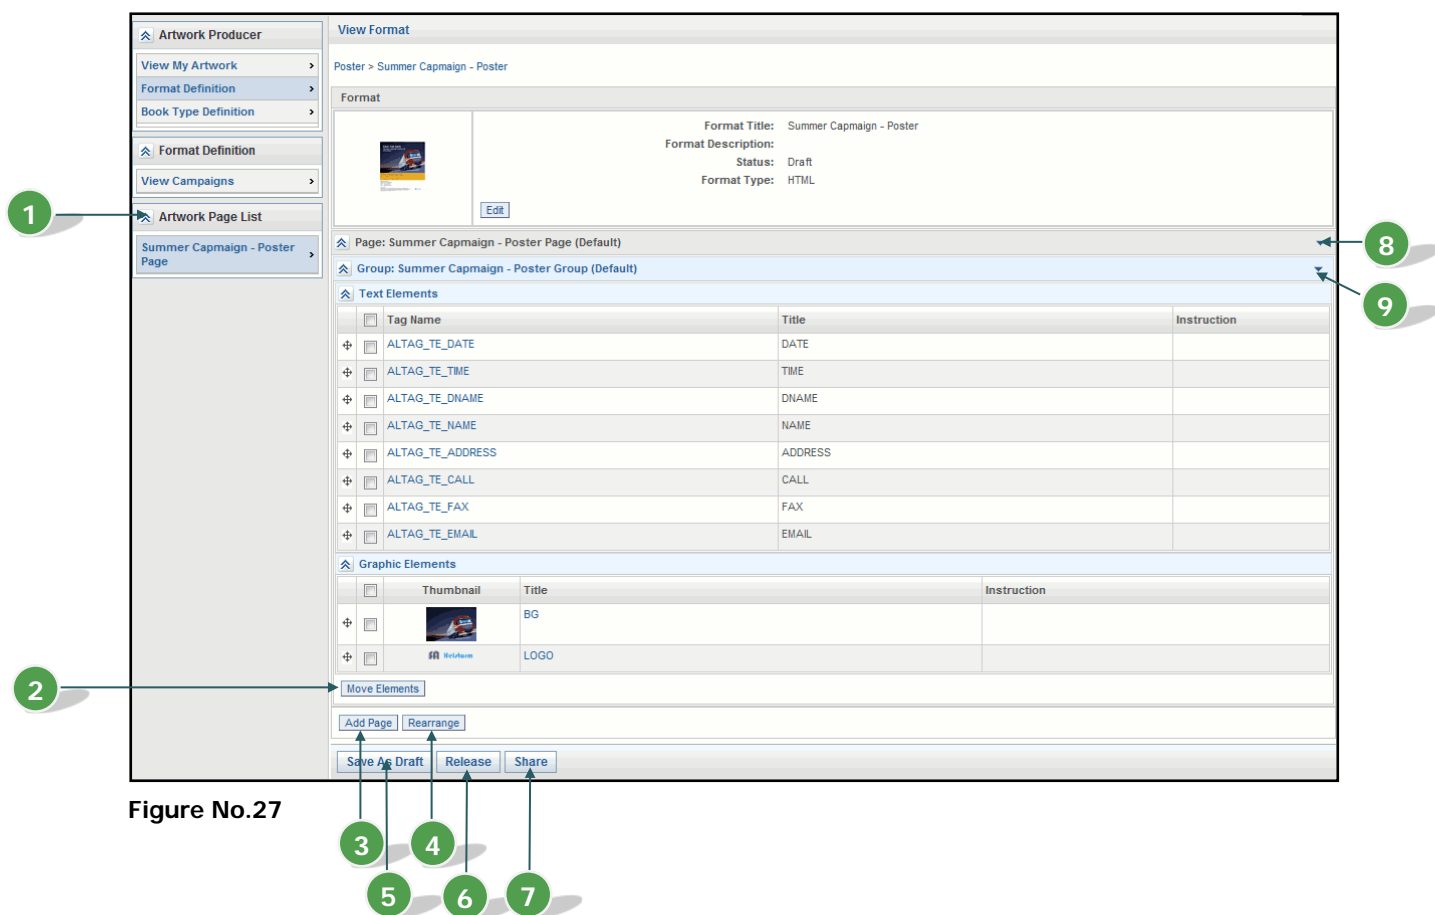 Artwork Producer
View My Artwork
Format Definition
Book Type Definition
Format Definition
View Campaigns
Artwork Page List
Summer Capmaign - Poster
Page
View Format
Poster > Summer Capmaign - Poster
Format
Format Title: Summer Capmaign - Poster
Format Description:
Status: Draft
Format Type: HTML
Edit
Page: Summer Capmaign - Poster Page (Default)
Group: Summer Capmaign - Poster Group (Default)
Text Elements
Tag Name Title Instruction
ALTAG_TE_DATE DATE
ALTAG_TE_TIME TIME
ALTAG_TE_DNAME DNAME
ALTAG_TE_NAME NAME
ALTAG_TE_ADDRESS ADDRESS
ALTAG_TE_CALL CALL
ALTAG_TE_FAX FAX
ALTAG_TE_EMAIL EMAIL
Graphic Elements
Thumbnail Title Instruction
BG
LOGO
Move Elements
Add Page Rearrange
Save As Draft Release Share
1
8
9
2
Figure No.27
3 4
5 6 7